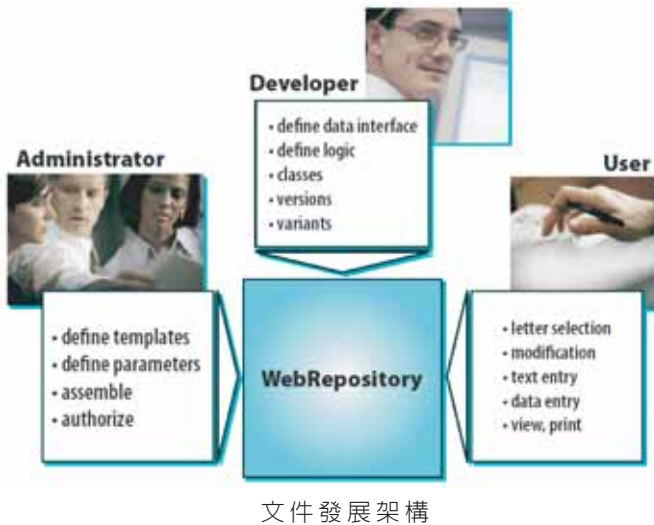 Developer
• define data interface
• define logic
• classes
• versions
• variants
Administrator
• define templates
• define parameters
• assemble
• authorize
WebRepository
User
• letter selection
• modification
• text entry
• data entry
• view, print
文件發展架構